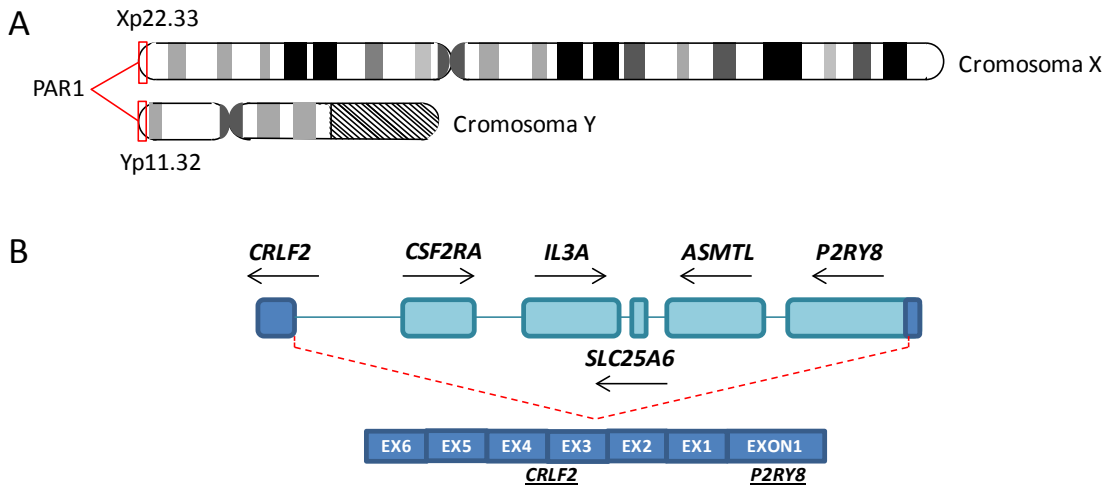 A
Xp22.33
PAR1
Cromosoma X
Cromosoma Y
Yp11.32
B
CRLF2 CSF2RA IL3A ASMTL P2RY8
SLC25A6
EX6 EX5 EX4 EX3 EX2 EX1 EXON1
CRLF2 P2RY8